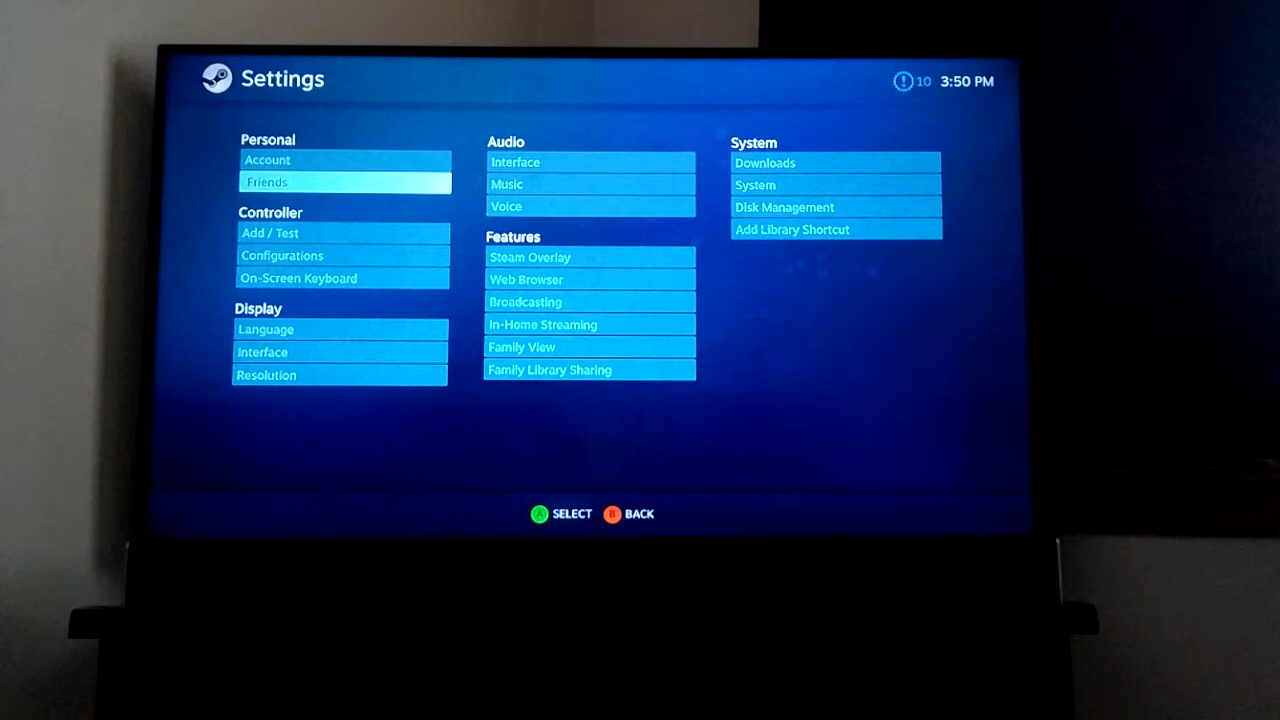 Settings
10 3:50 PM
Personal
Account
Friends
Controller
Add / Test
Configurations
On-Screen Keyboard
Display
Language
Interface
Resolution
Audio
Interface
Music
Voice
Features
Steam Overlay
Web Browser
Broadcasting
In-Home Streaming
Family View
Family Library Sharing
System
Downloads
System
Disk Management
Add Library Shortcut
A SELECT B BACK